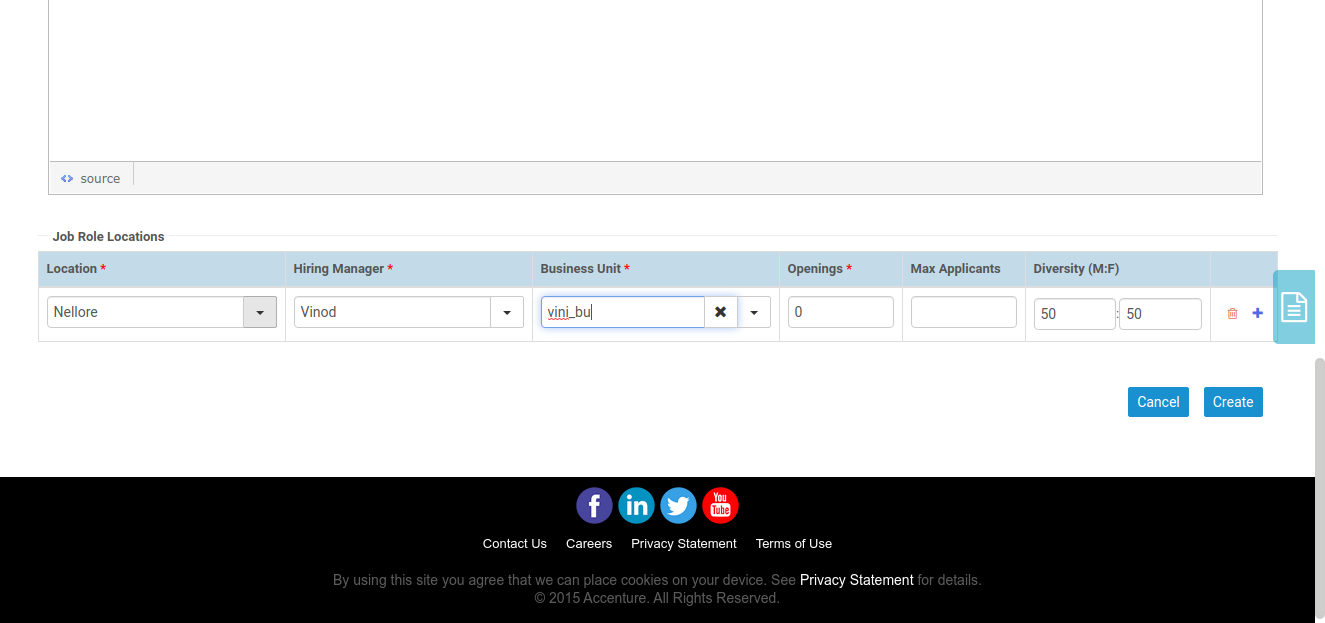 source
Job Role Locations
Location * Hiring Manager * Business Unit * Openings * Max Applicants Diversity (M:F)
Nellore Vinod vini_bu 0 50 : 50
Cancel Create
f in You Tube
Contact Us Careers Privacy Statement Terms of Use
By using this site you agree that we can place cookies on your device. See Privacy Statement for details.
© 2015 Accenture. All Rights Reserved.